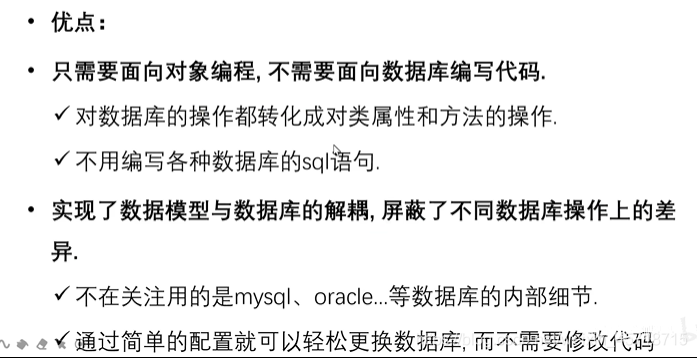 • 优点：
• 只需要面向对象编程, 不需要面向数据库编写代码.
✓ 对数据库的操作都转化成对类属性和方法的操作.
✓ 不用编写各种数据库的sql语句.
• 实现了数据模型与数据库的解耦, 屏蔽了不同数据库操作上的差
异.
✓ 不在关注用的是mysql、oracle...等数据库的内部细节.
✓ 通过简单的配置就可以轻松更换数据库, 而不需要修改代码